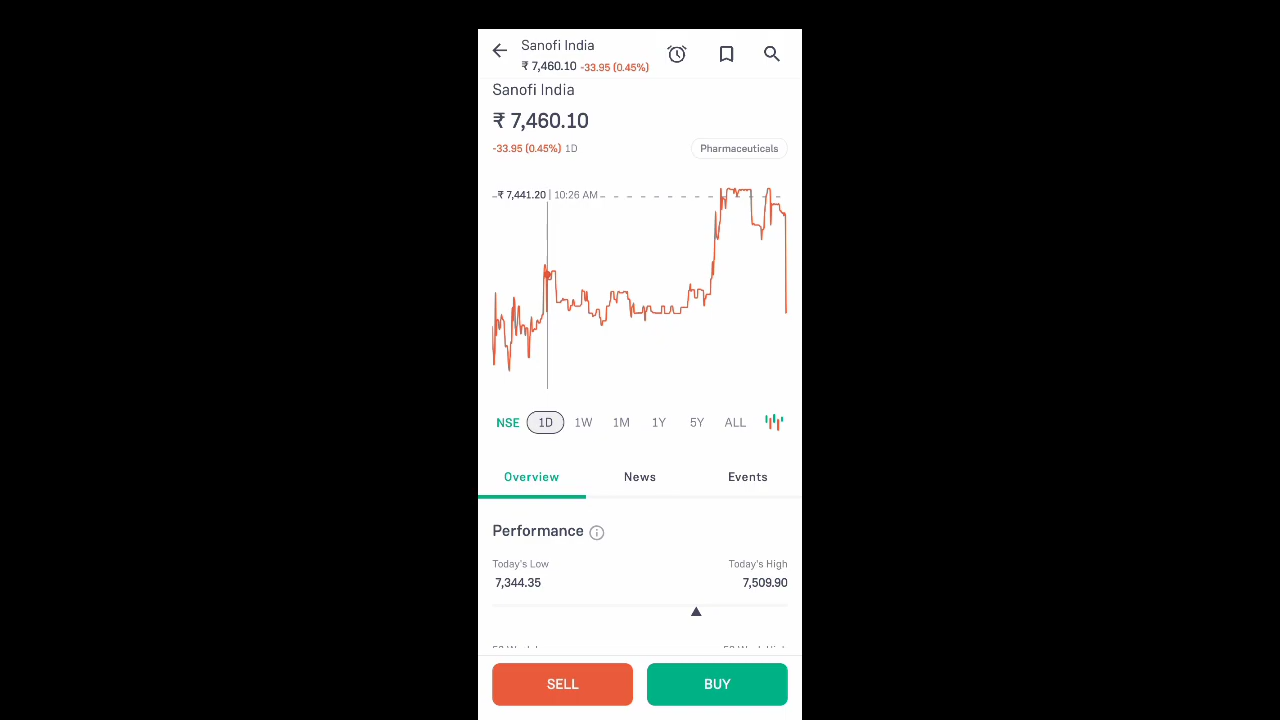 Sanofi India
₹ 7,460.10 -33.95 (0.45%)
Sanofi India
₹ 7,460.10
-33.95 (0.45%) 1D
Pharmaceuticals
₹ 7,441.20 | 10:26 AM
NSE 1D 1W 1M 1Y 5Y ALL
Overview News Events
Performance
Today's Low Today's High
7,344.35 7,509.90
SELL BUY